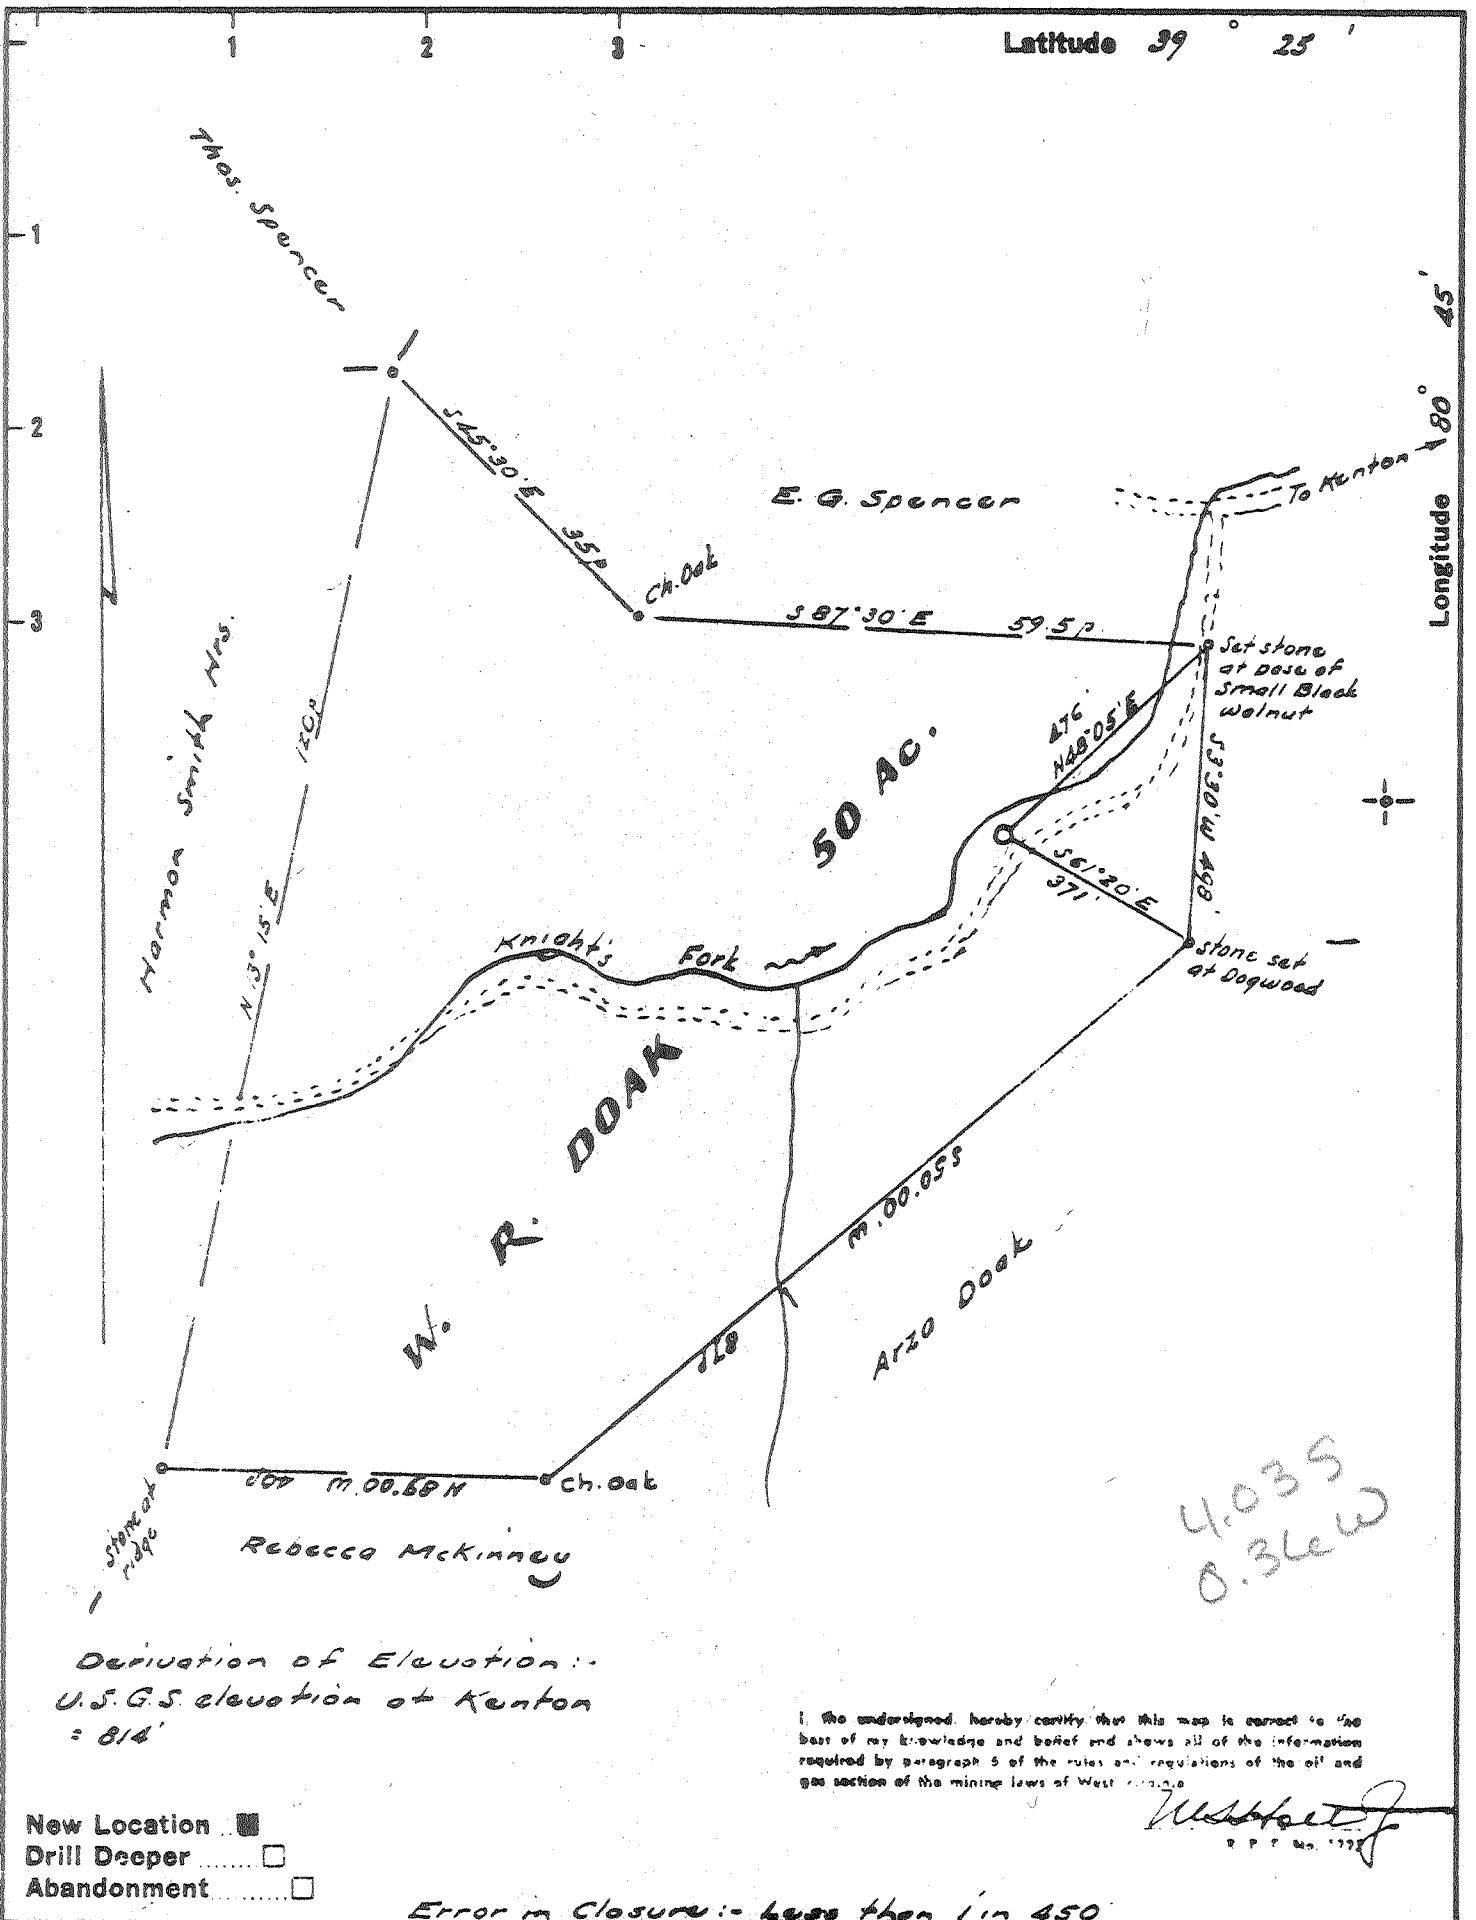 1 2 3
Latitude 39° 25'
Thos. Spencer
1
2
3
Longitude 80° 45'
S45°30'E 35p
E. G. Spencer
To Kenton
Ch. Oak
S 87°30' E 59.5p
Set stone
at base of
Small Black
Walnut
Harmon Smith Hrs.
120p
N 13° 15' E
476'
N48°05'E
S3°30'W 498'
50 Ac.
S61°20'E
371'
Knight's Fork
stone set
at Dogwood
W. R. DOAK
S50°00'W
87p
Arzo Doak
N89°00'W 40p
Ch. Oak
Stone at
ridge
Rebecca McKinney
4.03 S
0.36 W
Derivation of Elevation :-
U.S.G.S. elevation at Kenton
= 814'
I, the undersigned, hereby certify that this map is correct to the
best of my knowledge and belief and shows all of the information
required by paragraph 5 of the rules and regulations of the oil and
gas section of the mining laws of West
New Location ■
Drill Deeper □
Abandonment □
Error in Closure :- Less than 1 in 450